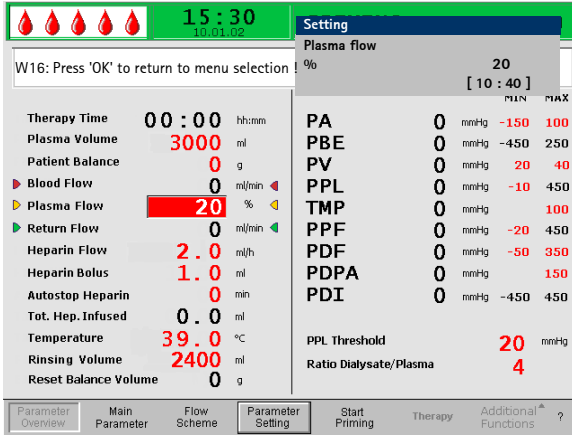 15:30
10.01.02
Setting
Plasma flow
% 20
[ 10 : 40 ]
W16: Press 'OK' to return to menu selection !
MIN MAX
Therapy Time 00:00 hh:mm
Plasma Volume 3000 ml
Patient Balance 0 g
Blood Flow 0 ml/min
Plasma Flow 20 %
Return Flow 0 ml/min
Heparin Flow 2.0 ml/h
Heparin Bolus 1.0 ml
Autostop Heparin 0 min
Tot. Hep. Infused 0.0 ml
Temperature 39.0 °C
Rinsing Volume 2400 ml
Reset Balance Volume 0 g
PA 0 mmHg -150 100
PBE 0 mmHg -450 250
PV 0 mmHg 20 40
PPL 0 mmHg -10 450
TMP 0 mmHg 100
PPF 0 mmHg -20 450
PDF 0 mmHg -50 350
PDPA 0 mmHg 150
PDI 0 mmHg -450 450
PPL Threshold 20 mmHg
Ratio Dialysate/Plasma 4
Parameter Overview
Main Parameter
Flow Scheme
Parameter Setting
Start Priming
Therapy
Additional Functions
?